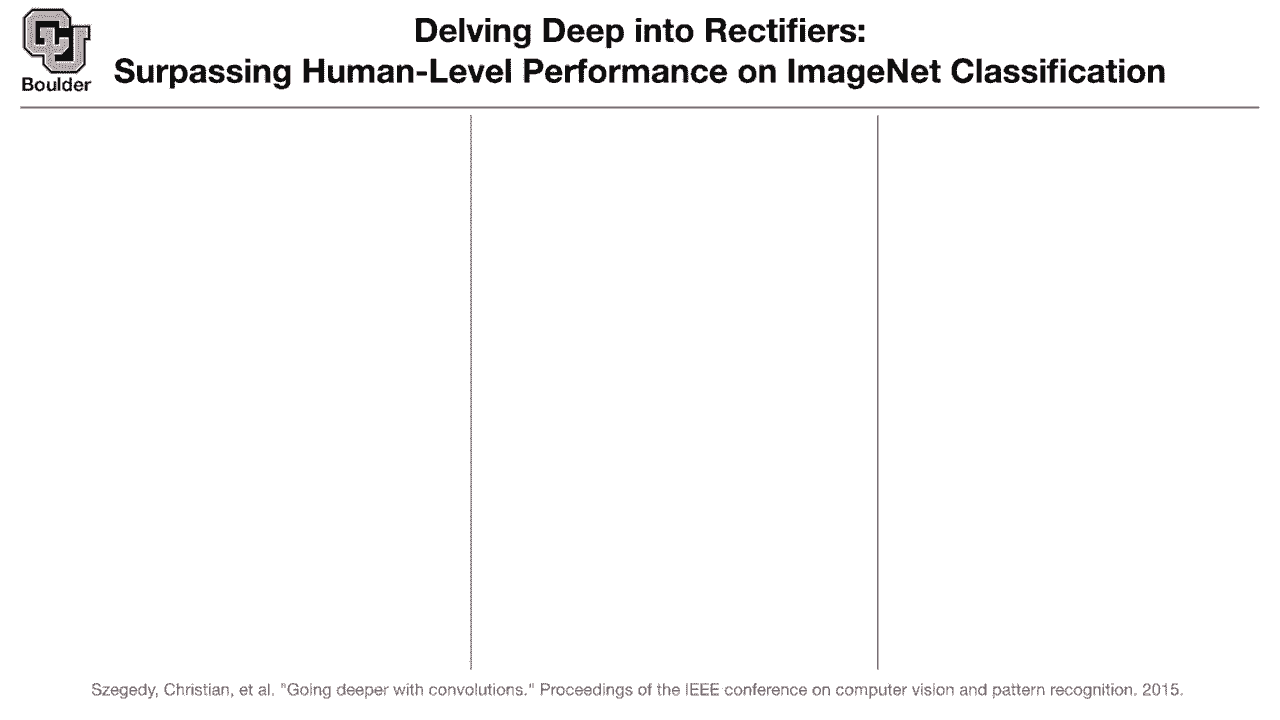 Delving Deep into Rectifiers:
Surpassing Human-Level Performance on ImageNet Classification
CU
Boulder
Szegedy, Christian, et al. "Going deeper with convolutions." Proceedings of the IEEE conference on computer vision and pattern recognition. 2015.